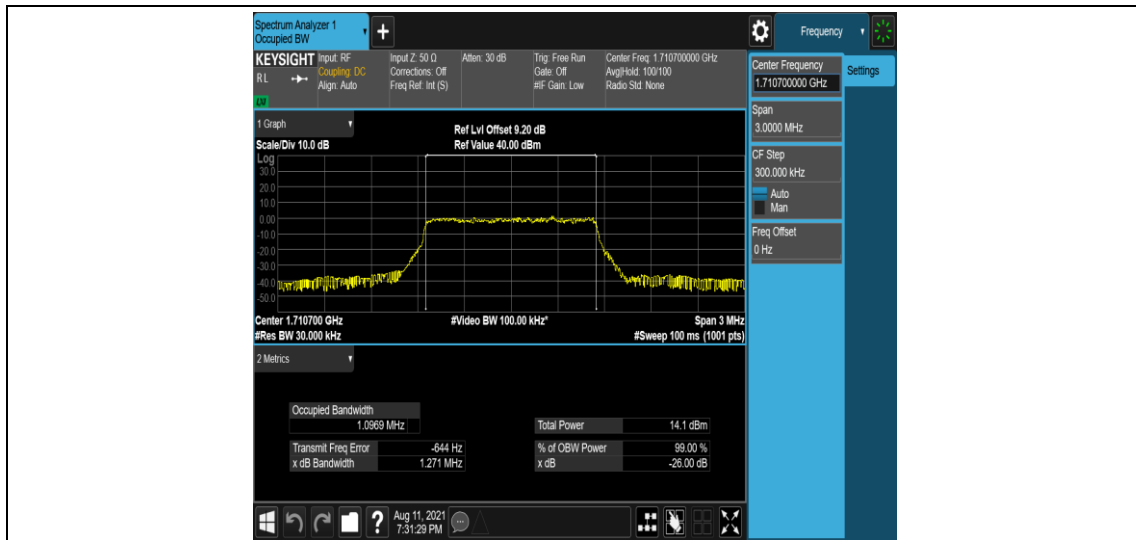 Spectrum Analyzer 1
Occupied BW
+
Frequency
KEYSIGHT
RL
LXI
Input: RF
Coupling: DC
Align: Auto
Input Z: 50 Ω
Corrections: Off
Freq Ref: Int (S)
Atten: 30 dB
Trig: Free Run
Gate: Off
#IF Gain: Low
Center Freq: 1.710700000 GHz
Avg|Hold: 100/100
Radio Std: None
Center Frequency
1.710700000 GHz
Settings
Span
3.0000 MHz
CF Step
300.000 kHz
Auto
Man
Freq Offset
0 Hz
1 Graph
Scale/Div 10.0 dB
Ref Lvl Offset 9.20 dB
Ref Value 40.00 dBm
Log
30.0
20.0
10.0
0.00
-10.0
-20.0
-30.0
-40.0
-50.0
Center 1.710700 GHz
#Res BW 30.000 kHz
#Video BW 100.00 kHz*
Span 3 MHz
#Sweep 100 ms (1001 pts)
2 Metrics
Occupied Bandwidth
1.0969 MHz
Total Power 14.1 dBm
Transmit Freq Error -644 Hz
% of OBW Power 99.00 %
x dB Bandwidth 1.271 MHz
x dB -26.00 dB
?
Aug 11, 2021
7:31:29 PM